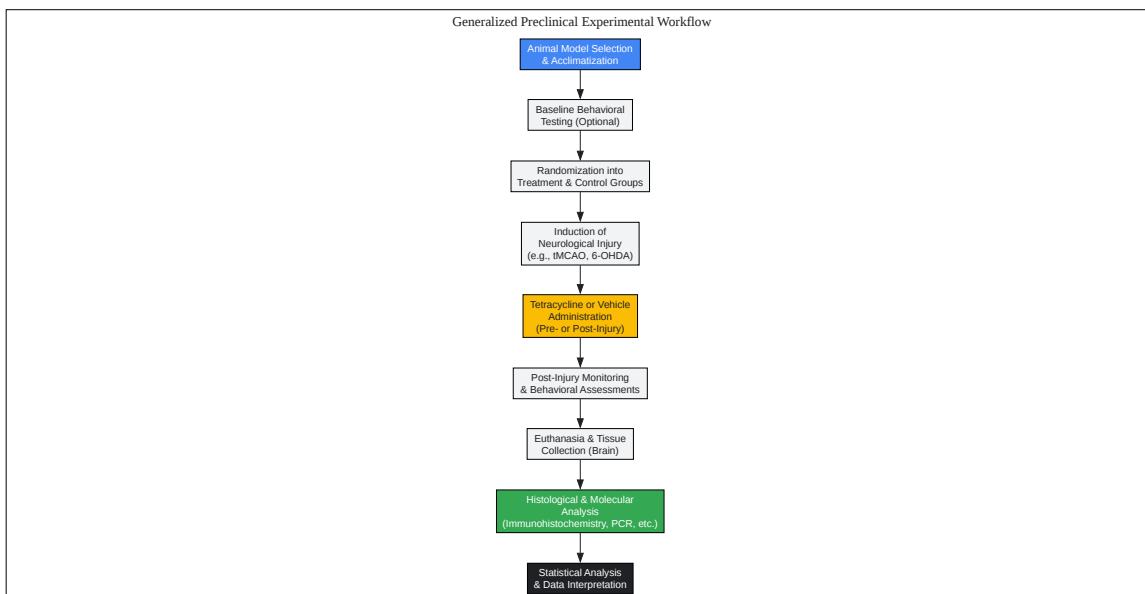 Generalized Preclinical Experimental Workflow
Animal Model Selection
& Acclimatization
Baseline Behavioral
Testing (Optional)
Randomization into
Treatment & Control Groups
Induction of
Neurological Injury
(e.g., tMCAO, 6-OHDA)
Tetracycline or Vehicle
Administration
(Pre- or Post-Injury)
Post-Injury Monitoring
& Behavioral Assessments
Euthanasia & Tissue
Collection (Brain)
Histological & Molecular
Analysis
(Immunohistochemistry, PCR, etc.)
Statistical Analysis
& Data Interpretation